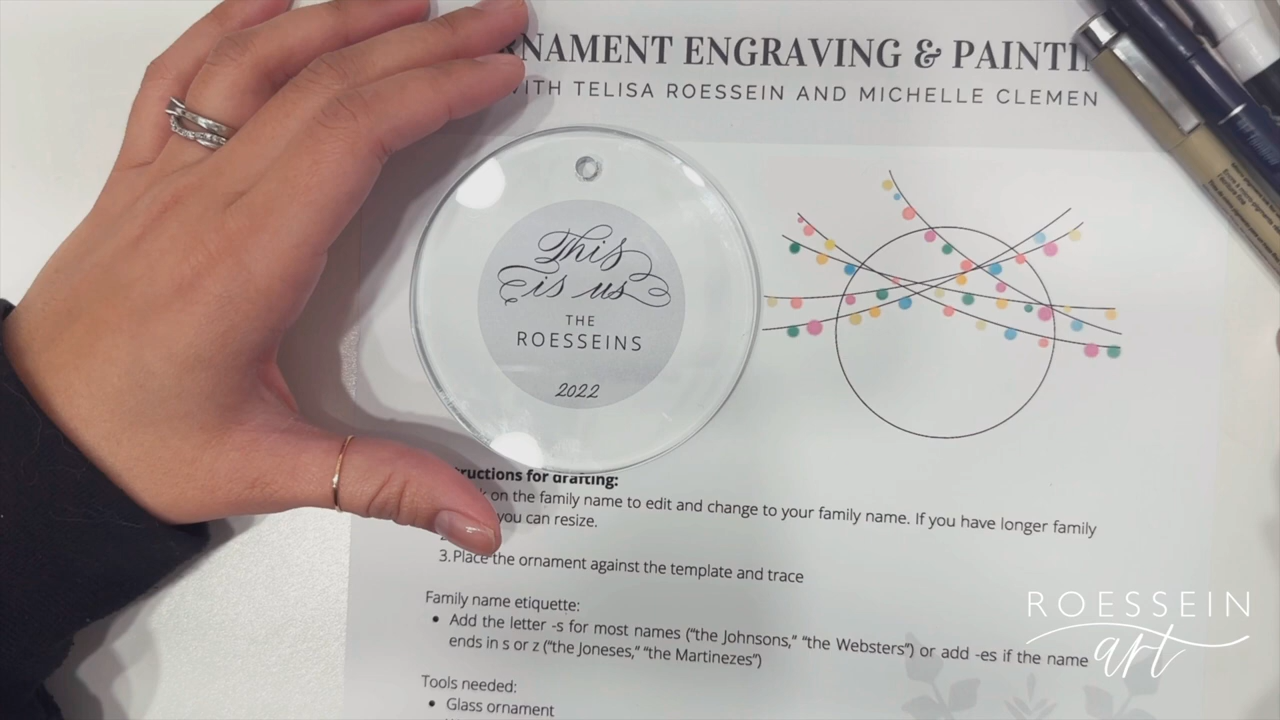 NAMENT ENGRAVING & PAINTI
WITH TELISA ROESSEIN AND MICHELLE CLEMEN
This
is us
THE
ROESSEINS
2022
ructions for drafting:
on the family name to edit and change to your family name. If you have longer family
you can resize.
3. Place the ornament against the template and trace
Family name etiquette:
• Add the letter -s for most names (“the Johnsons,” “the Websters”) or add -es if the name
ends in s or z (“the Joneses,” “the Martinezes”)
Tools needed:
• Glass ornament
ROESSEIN
art